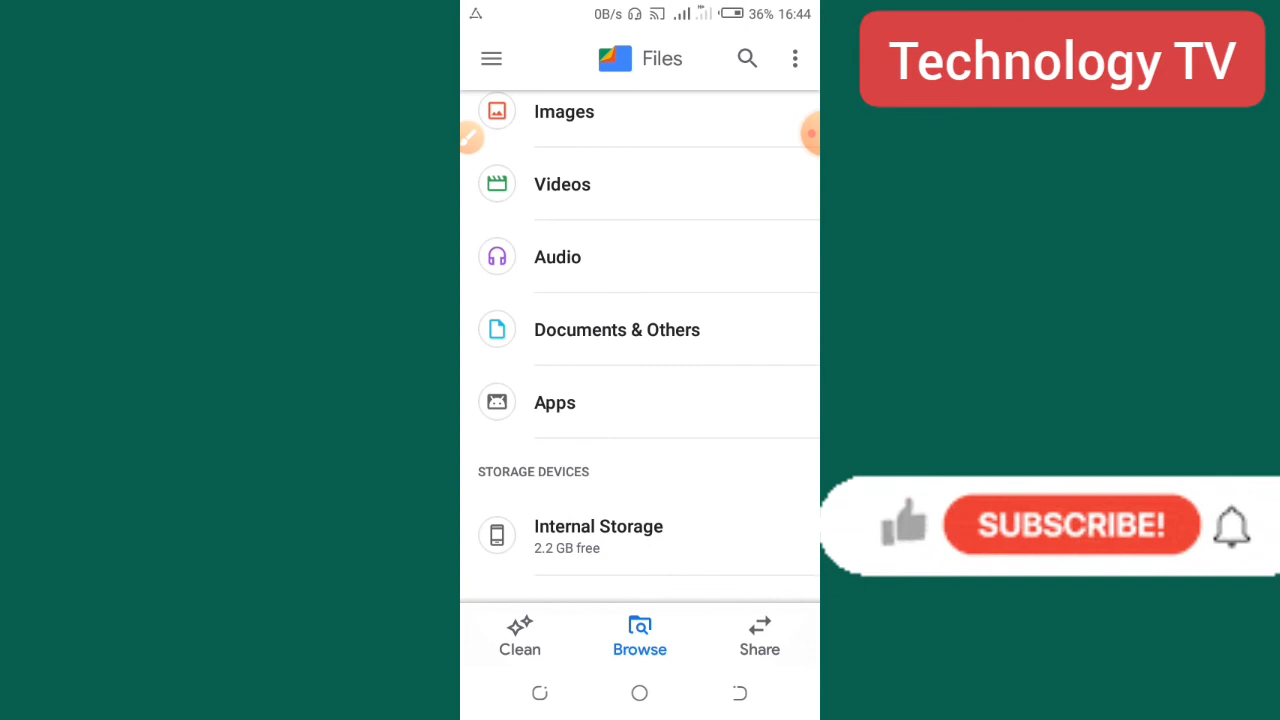 0B/s 36% 16:44
Technology TV
Files
Images
Videos
Audio
Documents & Others
Apps
STORAGE DEVICES
Internal Storage
2.2 GB free
SUBSCRIBE!
Clean Browse Share